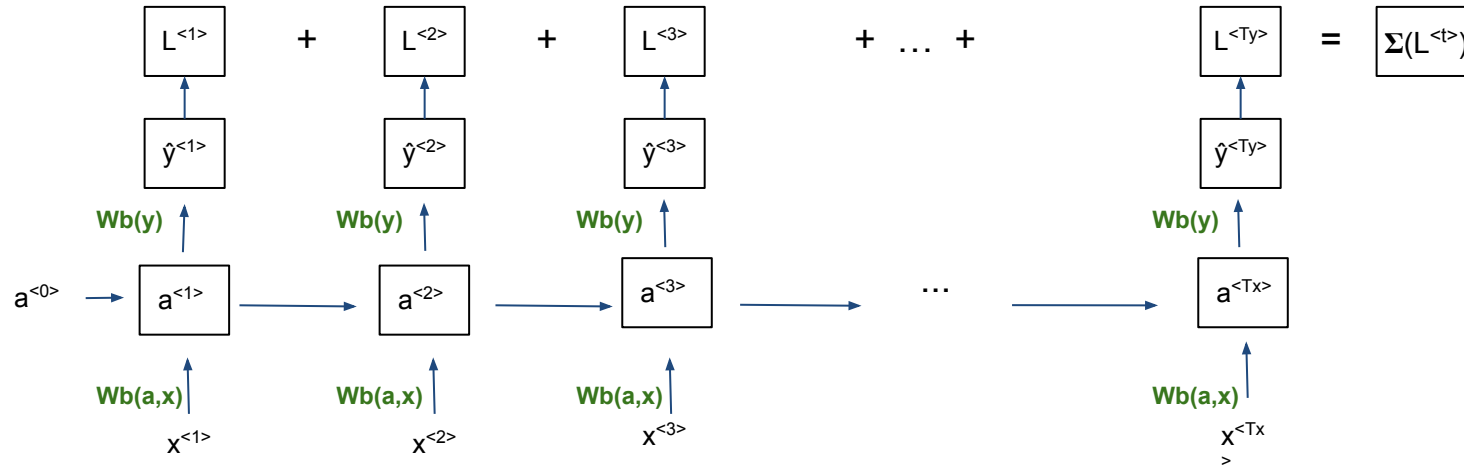 L<1> + L<2> + L<3> + ... + L<Ty> = Σ(L<t>)
ŷ<1> ŷ<2> ŷ<3> ŷ<Ty>
Wb(y) Wb(y) Wb(y) Wb(y)
a<0> a<1> a<2> a<3> ... a<Tx>
Wb(a,x) Wb(a,x) Wb(a,x) Wb(a,x)
x<1> x<2> x<3> x<Tx
>